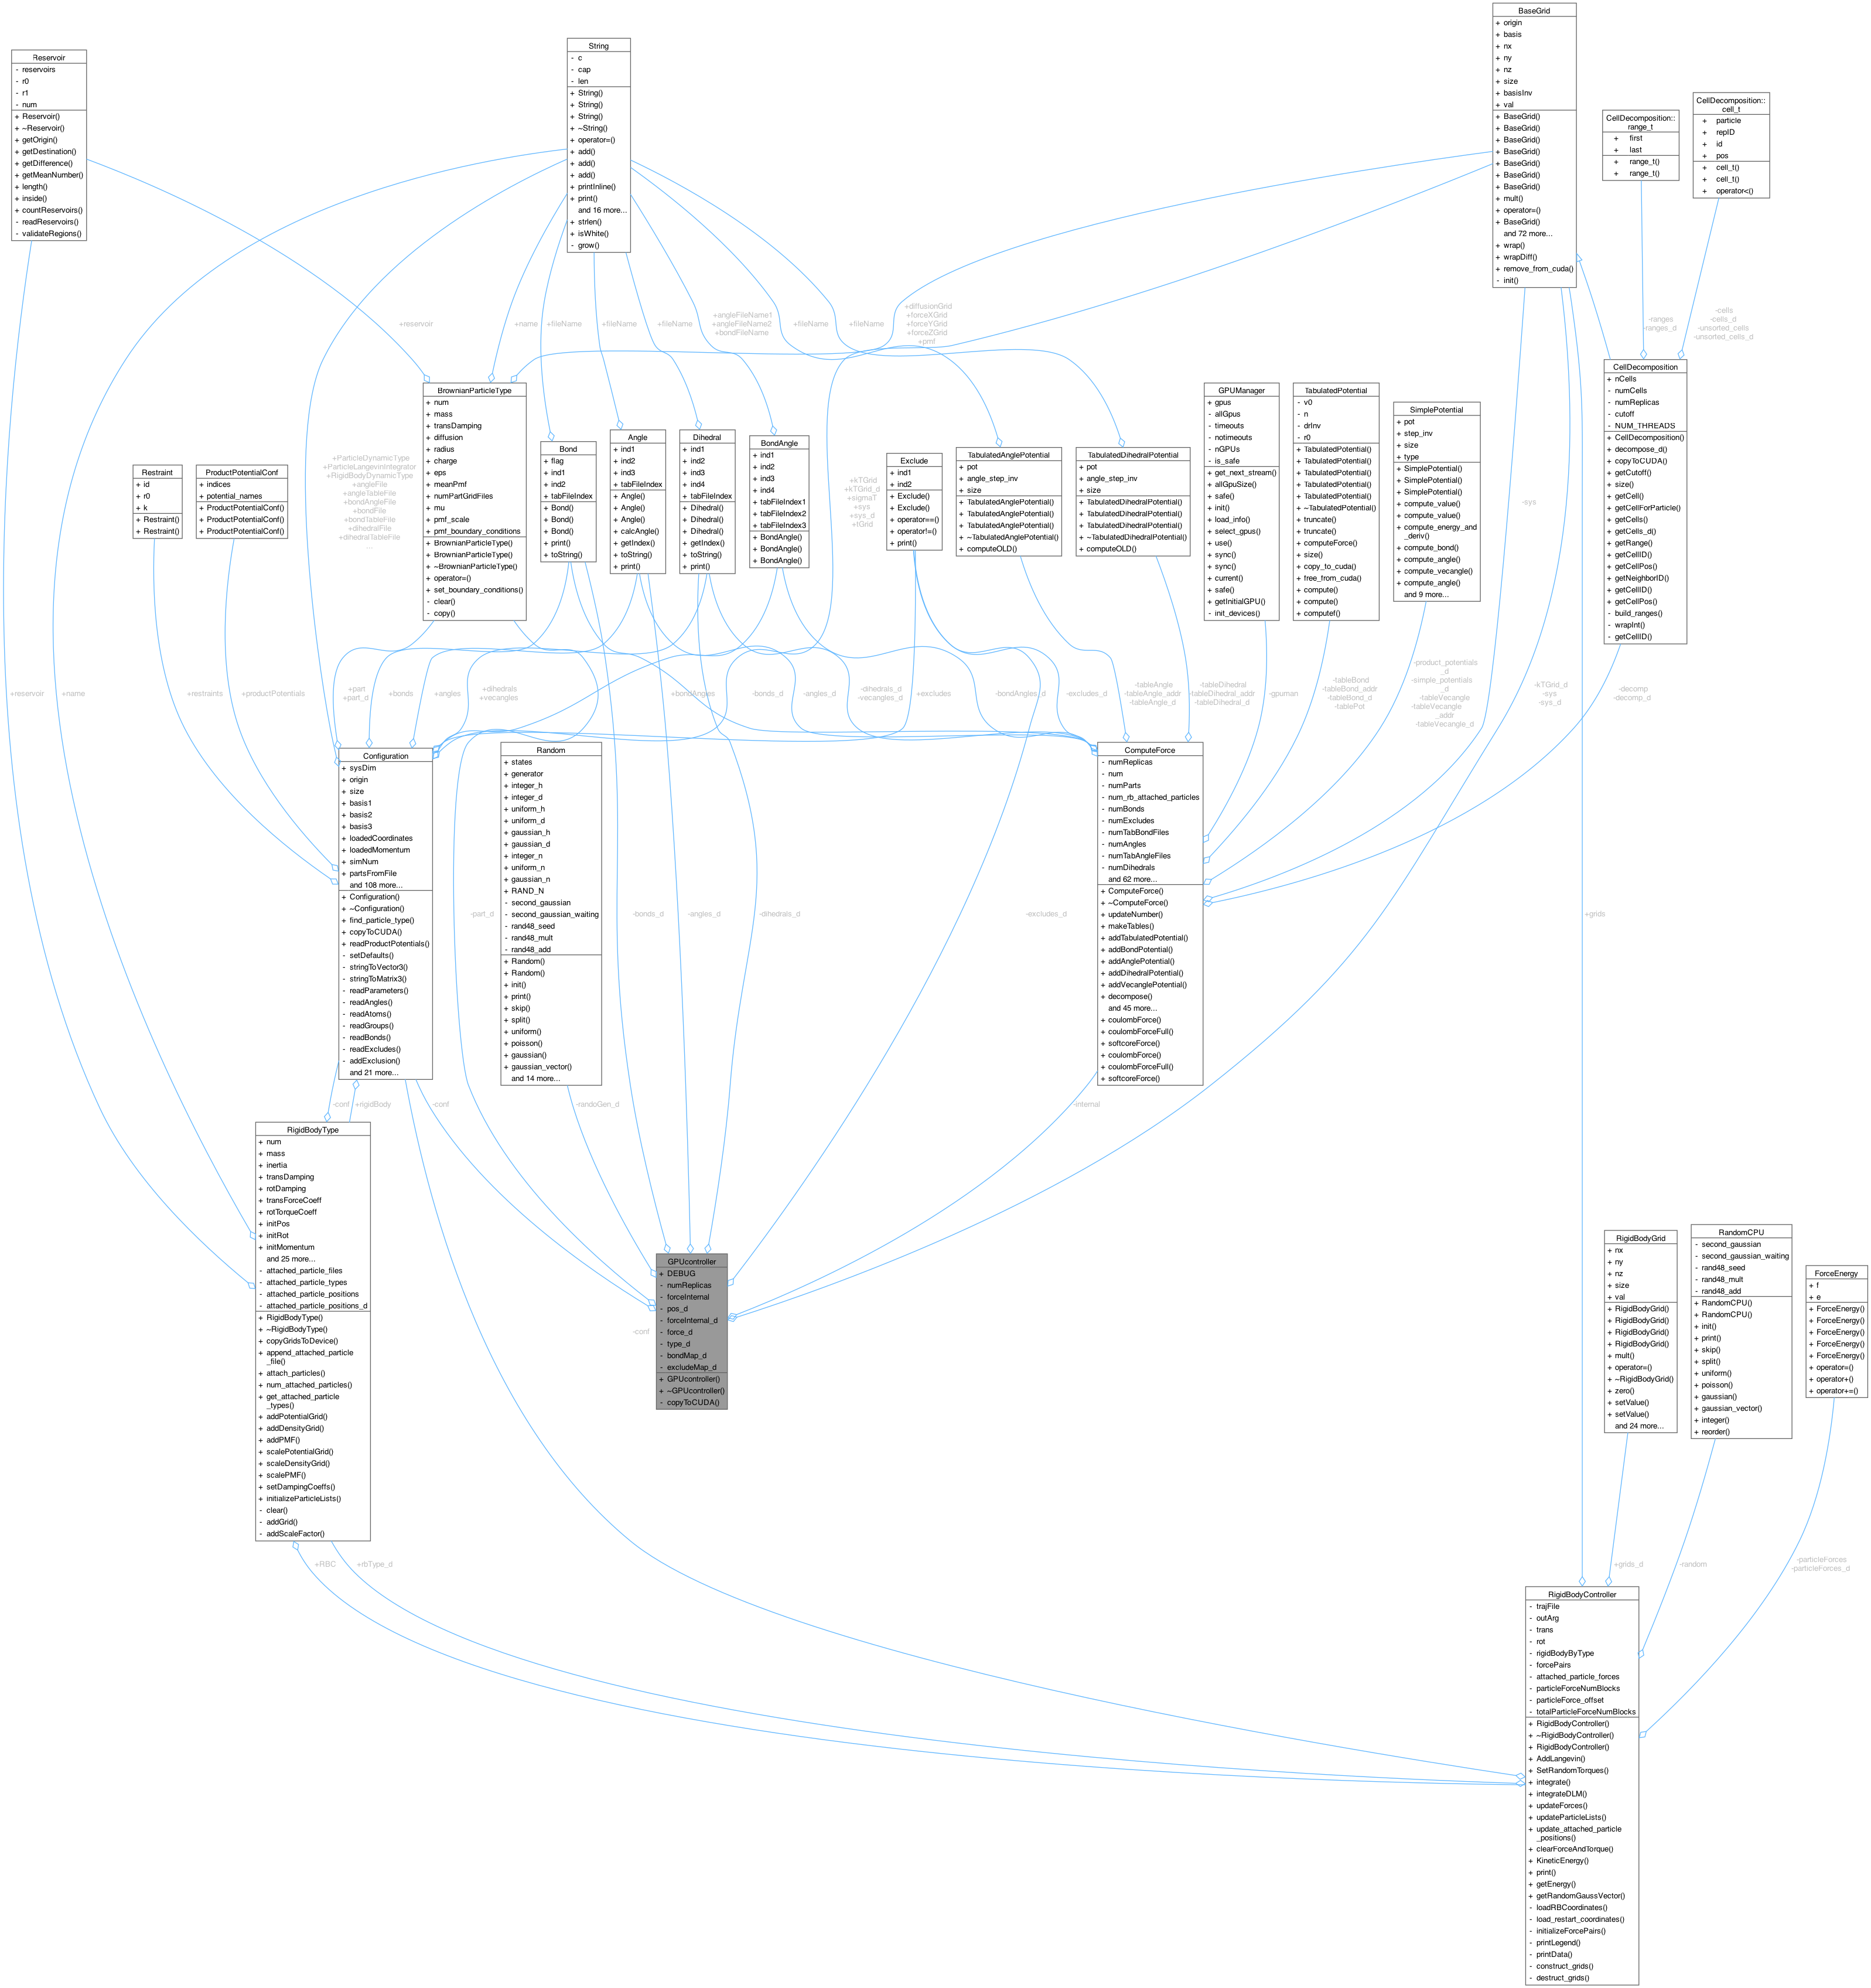 BaseGrid
+ origin
+ basis
+ nx
+ ny
+ nz
+ size
+ basisInv
+ val
+ BaseGrid()
+ BaseGrid()
+ BaseGrid()
+ BaseGrid()
+ BaseGrid()
+ BaseGrid()
+ BaseGrid()
+ mult()
+ operator=()
+ BaseGrid()
and 72 more...
+ wrap()
+ wrapDiff()
+ remove_from_cuda()
- init()
String
- c
- cap
- len
+ String()
+ String()
+ String()
+ ~String()
+ operator=()
+ add()
+ add()
+ add()
+ printInline()
+ print()
and 16 more...
+ strlen()
+ isWhite()
- grow()
Reservoir
- reservoirs
- r0
- r1
- num
+ Reservoir()
+ ~Reservoir()
+ getOrigin()
+ getDestination()
+ getDifference()
+ getMeanNumber()
+ length()
+ inside()
+ countReservoirs()
- readReservoirs()
- validateRegions()
CellDecomposition::
range_t
+ first
+ last
+ range_t()
+ range_t()
CellDecomposition::
cell_t
+ particle
+ repID
+ id
+ pos
+ cell_t()
+ cell_t()
+ operator<()
+reservoir
+name
+fileName
+fileName
+fileName
+angleFileName1
+angleFileName2
+bondFileName
+fileName
+fileName
+diffusionGrid
+forceXGrid
+forceYGrid
+forceZGrid
+pmf
-ranges
-ranges_d
-cells
-cells_d
-unsorted_cells
-unsorted_cells_d
CellDecomposition
+ nCells
- numCells
- numReplicas
- cutoff
- NUM_THREADS
+ CellDecomposition()
+ decompose_d()
+ copyToCUDA()
+ getCutoff()
+ size()
+ getCell()
+ getCellForParticle()
+ getCells()
+ getCells_d()
+ getRange()
+ getCellID()
+ getCellPos()
+ getNeighborID()
+ getCellID()
+ getCellPos()
- build_ranges()
- wrapInt()
- getCellID()
BrownianParticleType
+ num
+ mass
+ transDamping
+ diffusion
+ radius
+ charge
+ eps
+ meanPmf
+ numPartGridFiles
+ mu
+ pmf_scale
+ pmf_boundary_conditions
+ BrownianParticleType()
+ BrownianParticleType()
+ ~BrownianParticleType()
+ operator=()
+ set_boundary_conditions()
- clear()
- copy()
Bond
+ flag
+ ind1
+ ind2
+ tabFileIndex
+ Bond()
+ Bond()
+ Bond()
+ print()
+ toString()
Angle
+ ind1
+ ind2
+ ind3
+ tabFileIndex
+ Angle()
+ Angle()
+ Angle()
+ calcAngle()
+ getIndex()
+ toString()
+ print()
Dihedral
+ ind1
+ ind2
+ ind3
+ ind4
+ tabFileIndex
+ Dihedral()
+ Dihedral()
+ Dihedral()
+ getIndex()
+ toString()
+ print()
BondAngle
+ ind1
+ ind2
+ ind3
+ ind4
+ tabFileIndex1
+ tabFileIndex2
+ tabFileIndex3
+ BondAngle()
+ BondAngle()
+ BondAngle()
Exclude
+ ind1
+ ind2
+ Exclude()
+ Exclude()
+ operator==()
+ operator!=()
+ print()
TabulatedAnglePotential
+ pot
+ angle_step_inv
+ size
+ TabulatedAnglePotential()
+ TabulatedAnglePotential()
+ TabulatedAnglePotential()
+ ~TabulatedAnglePotential()
+ computeOLD()
TabulatedDihedralPotential
+ pot
+ angle_step_inv
+ size
+ TabulatedDihedralPotential()
+ TabulatedDihedralPotential()
+ TabulatedDihedralPotential()
+ ~TabulatedDihedralPotential()
+ computeOLD()
GPUManager
+ gpus
- allGpus
- timeouts
- notimeouts
- nGPUs
- is_safe
+ get_next_stream()
+ allGpuSize()
+ safe()
+ init()
+ load_info()
+ select_gpus()
+ use()
+ sync()
+ sync()
+ current()
+ safe()
+ getInitialGPU()
- init_devices()
TabulatedPotential
- v0
- n
- drInv
- r0
+ TabulatedPotential()
+ TabulatedPotential()
+ TabulatedPotential()
+ TabulatedPotential()
+ TabulatedPotential()
+ ~TabulatedPotential()
+ truncate()
+ truncate()
+ computeForce()
+ size()
+ copy_to_cuda()
+ free_from_cuda()
+ compute()
+ compute()
+ computef()
SimplePotential
+ pot
+ step_inv
+ size
+ type
+ SimplePotential()
+ SimplePotential()
+ SimplePotential()
+ compute_value()
+ compute_value()
+ compute_energy_and
_deriv()
+ compute_bond()
+ compute_angle()
+ compute_vecangle()
+ compute_angle()
and 9 more...
Restraint
+ id
+ r0
+ k
+ Restraint()
+ Restraint()
ProductPotentialConf
+ indices
+ potential_names
+ ProductPotentialConf()
+ ProductPotentialConf()
+ ProductPotentialConf()
+ParticleDynamicType
+ParticleLangevinIntegrator
+RigidBodyDynamicType
+angleFile
+angleTableFile
+bondAngleFile
+bondFile
+bondTableFile
+dihedralFile
+dihedralTableFile
...
+kTGrid
+kTGrid_d
+sigmaT
+sys
+sys_d
+tGrid
-sys
+reservoir
+name
+restraints
+productPotentials
+part
+part_d
+bonds
+angles
+dihedrals
+vecangles
+bondAngles
-bonds_d
-angles_d
-dihedrals_d
-vecangles_d
+excludes
-bondAngles_d
-excludes_d
-tableAngle
-tableAngle_addr
-tableAngle_d
-tableDihedral
-tableDihedral_addr
-tableDihedral_d
-gpuman
-tableBond
-tableBond_addr
-tableBond_d
-tablePot
-product_potentials
_d
-simple_potentials
_d
-tableVecangle
-tableVecangle
_addr
-tableVecangle_d
-kTGrid_d
-sys
-sys_d
-decomp
-decomp_d
Configuration
+ sysDim
+ origin
+ size
+ basis1
+ basis2
+ basis3
+ loadedCoordinates
+ loadedMomentum
+ simNum
+ partsFromFile
and 108 more...
+ Configuration()
+ ~Configuration()
+ find_particle_type()
+ copyToCUDA()
+ readProductPotentials()
- setDefaults()
- stringToVector3()
- stringToMatrix3()
- readParameters()
- readAngles()
- readAtoms()
- readGroups()
- readBonds()
- readExcludes()
- addExclusion()
and 21 more...
Random
+ states
+ generator
+ integer_h
+ integer_d
+ uniform_h
+ uniform_d
+ gaussian_h
+ gaussian_d
+ integer_n
+ uniform_n
+ gaussian_n
+ RAND_N
- second_gaussian
- second_gaussian_waiting
- rand48_seed
- rand48_mult
- rand48_add
+ Random()
+ Random()
+ init()
+ print()
+ skip()
+ split()
+ uniform()
+ poisson()
+ gaussian()
+ gaussian_vector()
and 14 more...
ComputeForce
- numReplicas
- num
- numParts
- num_rb_attached_particles
- numBonds
- numExcludes
- numTabBondFiles
- numAngles
- numTabAngleFiles
- numDihedrals
and 62 more...
+ ComputeForce()
+ ~ComputeForce()
+ updateNumber()
+ makeTables()
+ addTabulatedPotential()
+ addBondPotential()
+ addAnglePotential()
+ addDihedralPotential()
+ addVecanglePotential()
+ decompose()
and 45 more...
+ coulombForce()
+ coulombForceFull()
+ softcoreForce()
+ coulombForce()
+ coulombForceFull()
+ softcoreForce()
-part_d
-bonds_d
-angles_d
-dihedrals_d
-excludes_d
+grids
-conf
+rigidBody
-conf
-randoGen_d
-internal
RigidBodyType
+ num
+ mass
+ inertia
+ transDamping
+ rotDamping
+ transForceCoeff
+ rotTorqueCoeff
+ initPos
+ initRot
+ initMomentum
and 25 more...
- attached_particle_files
- attached_particle_types
- attached_particle_positions
- attached_particle_positions_d
+ RigidBodyType()
+ ~RigidBodyType()
+ copyGridsToDevice()
+ append_attached_particle
_file()
+ attach_particles()
+ num_attached_particles()
+ get_attached_particle
_types()
+ addPotentialGrid()
+ addDensityGrid()
+ addPMF()
+ scalePotentialGrid()
+ scaleDensityGrid()
+ scalePMF()
+ setDampingCoeffs()
+ initializeParticleLists()
- clear()
- addGrid()
- addScaleFactor()
-conf
GPUcontroller
+ DEBUG
- numReplicas
- forceInternal
- pos_d
- forceInternal_d
- force_d
- type_d
- bondMap_d
- excludeMap_d
+ GPUcontroller()
+ ~GPUcontroller()
- copyToCUDA()
RigidBodyGrid
+ nx
+ ny
+ nz
+ size
+ val
+ RigidBodyGrid()
+ RigidBodyGrid()
+ RigidBodyGrid()
+ RigidBodyGrid()
+ mult()
+ operator=()
+ ~RigidBodyGrid()
+ zero()
+ setValue()
+ setValue()
and 24 more...
RandomCPU
- second_gaussian
- second_gaussian_waiting
- rand48_seed
- rand48_mult
- rand48_add
+ RandomCPU()
+ RandomCPU()
+ init()
+ print()
+ skip()
+ split()
+ uniform()
+ poisson()
+ gaussian()
+ gaussian_vector()
+ integer()
+ reorder()
ForceEnergy
+ f
+ e
+ ForceEnergy()
+ ForceEnergy()
+ ForceEnergy()
+ ForceEnergy()
+ ForceEnergy()
+ operator=()
+ operator+()
+ operator+=()
+RBC
+rbType_d
+grids_d
-random
-particleForces
-particleForces_d
RigidBodyController
- trajFile
- outArg
- trans
- rot
- rigidBodyByType
- forcePairs
- attached_particle_forces
- particleForceNumBlocks
- particleForce_offset
- totalParticleForceNumBlocks
+ RigidBodyController()
+ ~RigidBodyController()
+ RigidBodyController()
+ AddLangevin()
+ SetRandomTorques()
+ integrate()
+ integrateDLM()
+ updateForces()
+ updateParticleLists()
+ update_attached_particle
_positions()
+ clearForceAndTorque()
+ KineticEnergy()
+ print()
+ getEnergy()
+ getRandomGaussVector()
- loadRBCoordinates()
- load_restart_coordinates()
- initializeForcePairs()
- printLegend()
- printData()
- construct_grids()
- destruct_grids()